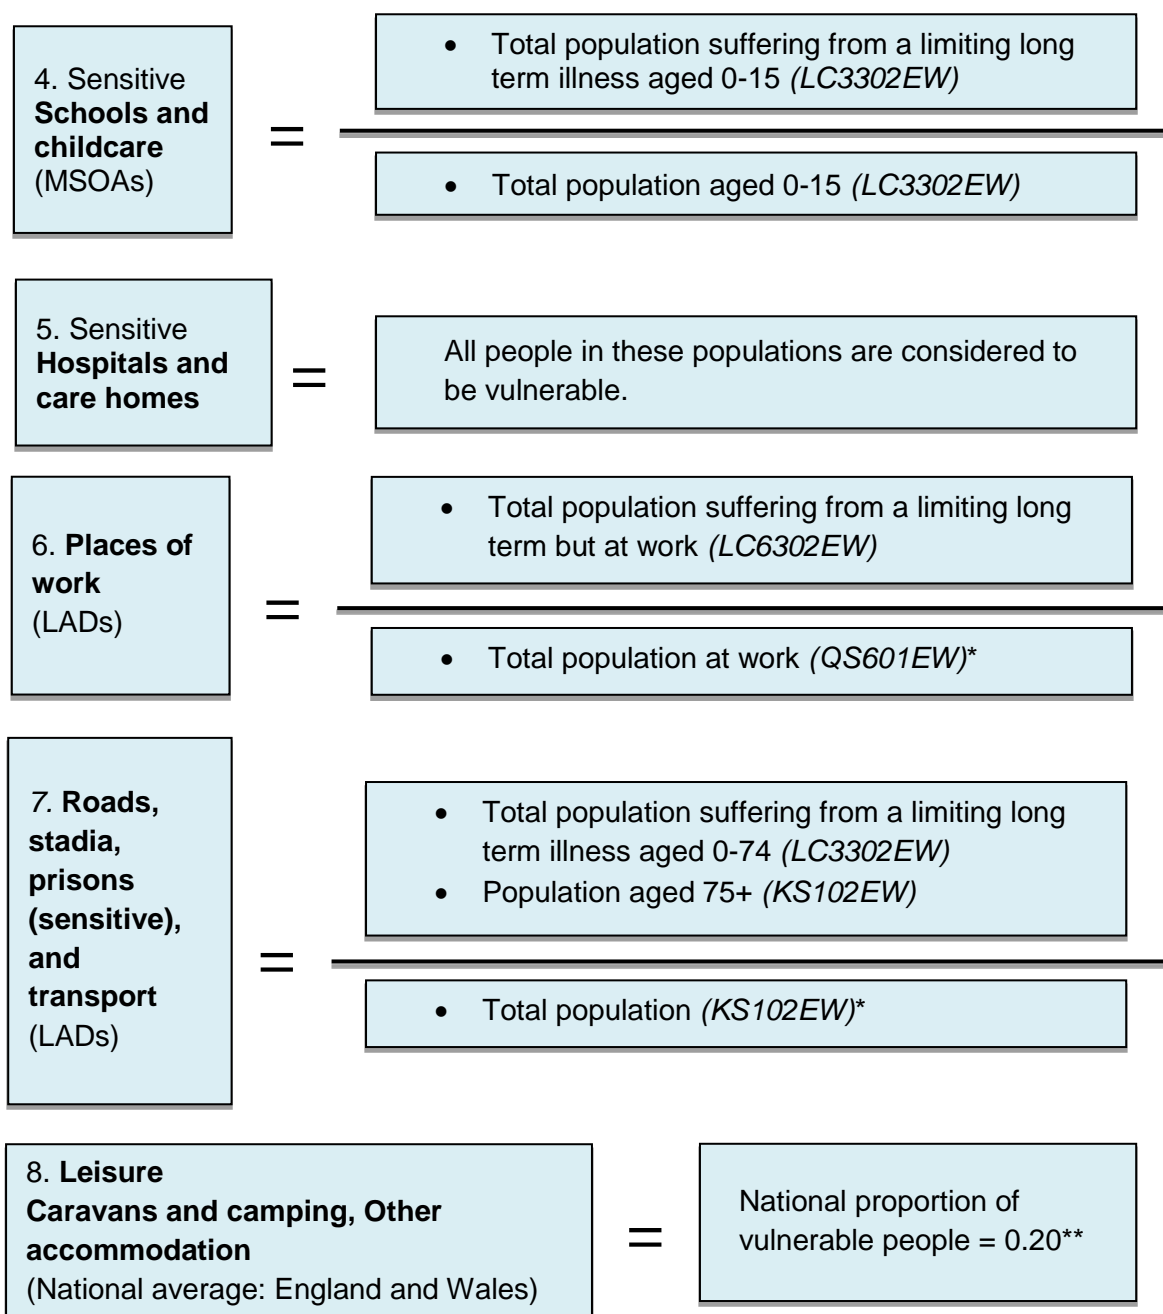 4. Sensitive
Schools and
childcare
(MSOAs)
=
• Total population suffering from a limiting long
term illness aged 0-15 (LC3302EW)
• Total population aged 0-15 (LC3302EW)
5. Sensitive
Hospitals and
care homes
=
All people in these populations are considered to
be vulnerable.
6. Places of
work
(LADs)
=
• Total population suffering from a limiting long
term but at work (LC6302EW)
• Total population at work (QS601EW)*
7. Roads,
stadia,
prisons
(sensitive),
and
transport
(LADs)
=
• Total population suffering from a limiting long
term illness aged 0-74 (LC3302EW)
• Population aged 75+ (KS102EW)
• Total population (KS102EW)*
8. Leisure
Caravans and camping, Other
accommodation
(National average: England and Wales)
=
National proportion of
vulnerable people = 0.20**